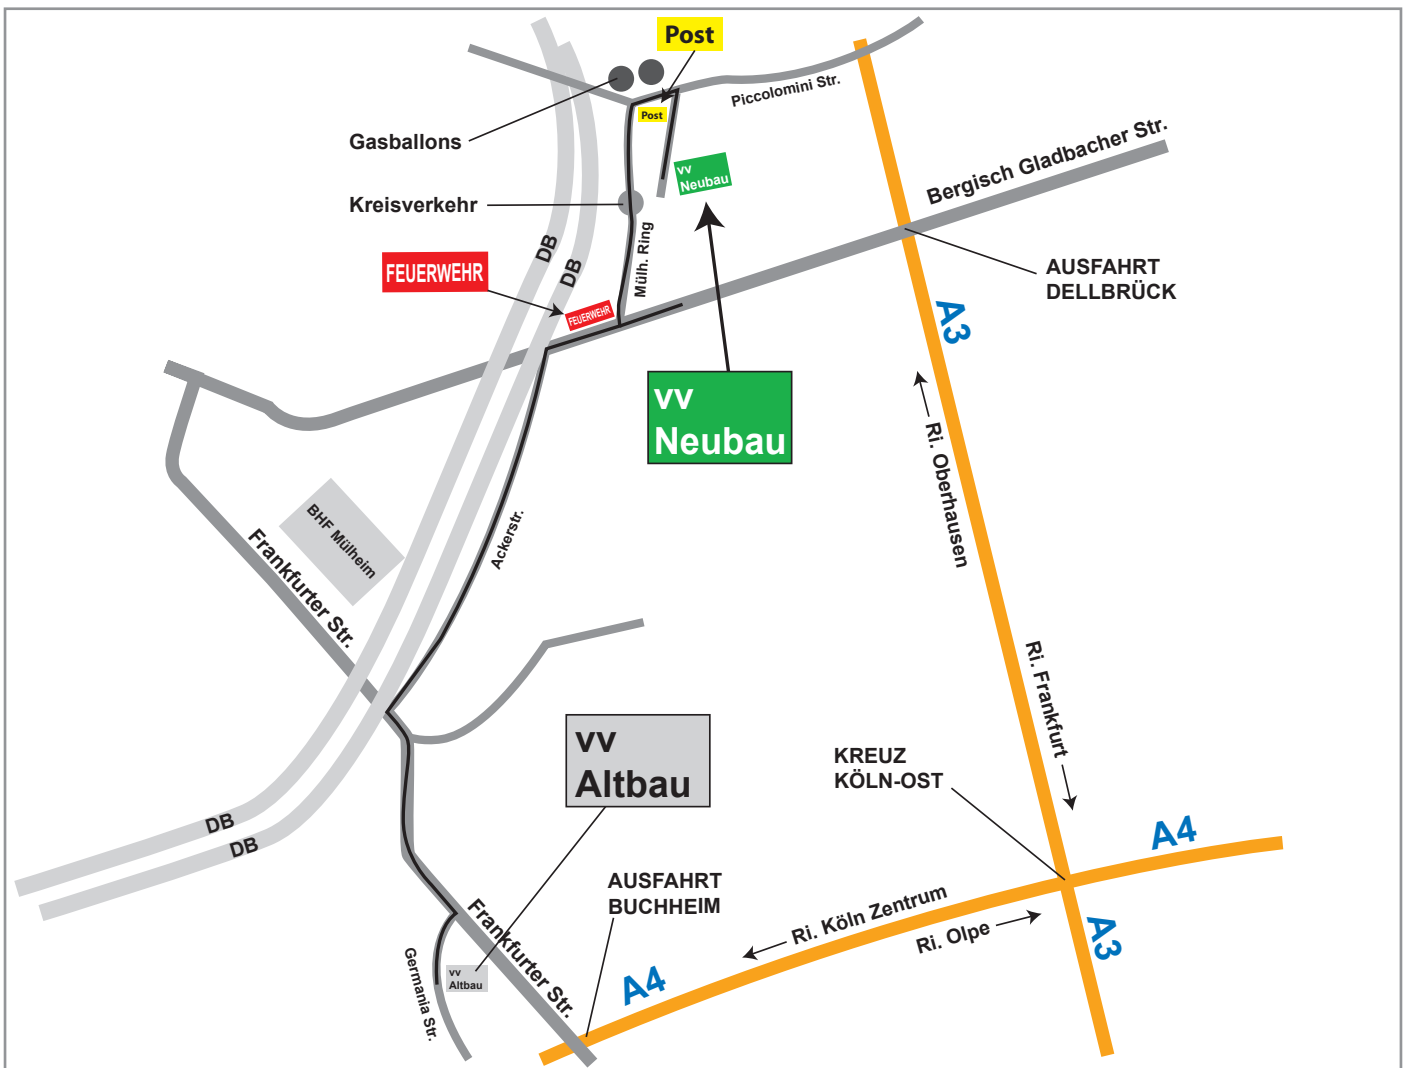 Post
Piccolomini Str.
Post
Gasballons
Bergisch Gladbacher Str.
vv
Neubau
Kreisverkehr
DB
DB
Mülh. Ring
FEUERWEHR
FEUERWEHR
AUSFAHRT
DELLBRÜCK
A3
vv
Neubau
Ri. Oberhausen
BHF Mülheim
Ackerstr.
Frankfurter Str.
Ri. Frankfurt
vv
Altbau
KREUZ
KÖLN-OST
DB
DB
A4
AUSFAHRT
BUCHHEIM
Ri. Köln Zentrum
Ri. Olpe
A3
Frankfurter Str.
Germania Str.
vv
Altbau
A4